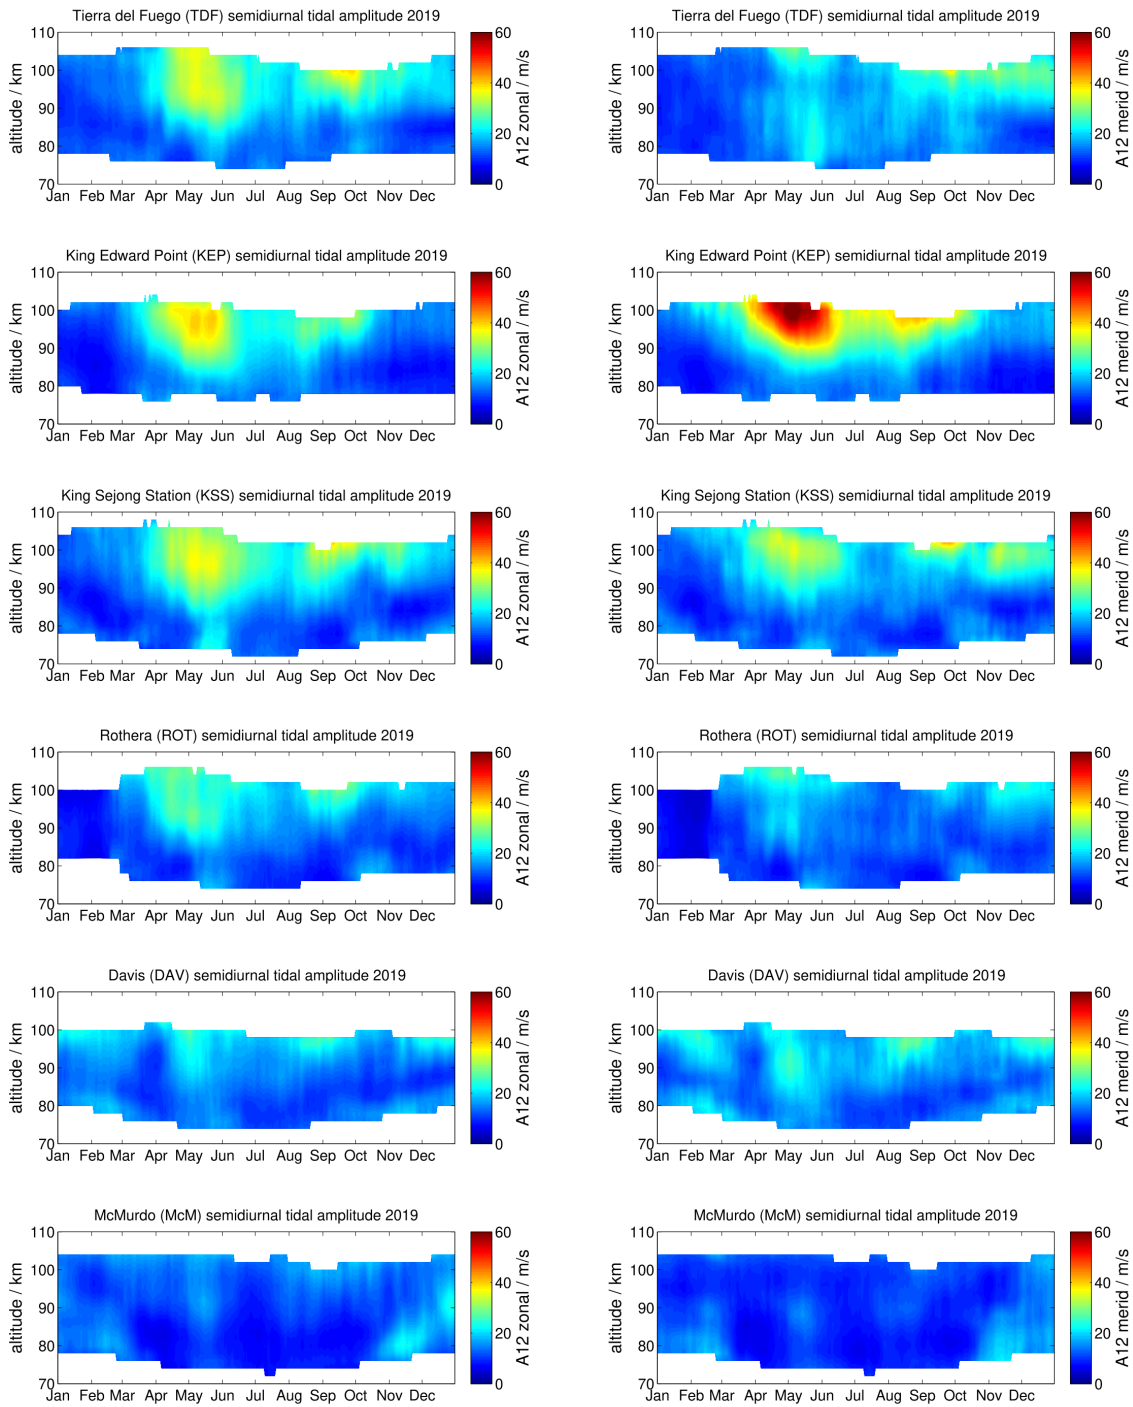 Tierra del Fuego (TDF) semidiurnal tidal amplitude 2019
altitude / km
110
100
90
80
70
Jan Feb Mar Apr May Jun Jul Aug Sep Oct Nov Dec
60
40
20
0
A12 zonal / m/s
Tierra del Fuego (TDF) semidiurnal tidal amplitude 2019
altitude / km
110
100
90
80
70
Jan Feb Mar Apr May Jun Jul Aug Sep Oct Nov Dec
60
40
20
0
A12 merid / m/s
King Edward Point (KEP) semidiurnal tidal amplitude 2019
altitude / km
110
100
90
80
70
Jan Feb Mar Apr May Jun Jul Aug Sep Oct Nov Dec
60
40
20
0
A12 zonal / m/s
King Edward Point (KEP) semidiurnal tidal amplitude 2019
altitude / km
110
100
90
80
70
Jan Feb Mar Apr May Jun Jul Aug Sep Oct Nov Dec
60
40
20
0
A12 merid / m/s
King Sejong Station (KSS) semidiurnal tidal amplitude 2019
altitude / km
110
100
90
80
70
Jan Feb Mar Apr May Jun Jul Aug Sep Oct Nov Dec
60
40
20
0
A12 zonal / m/s
King Sejong Station (KSS) semidiurnal tidal amplitude 2019
altitude / km
110
100
90
80
70
Jan Feb Mar Apr May Jun Jul Aug Sep Oct Nov Dec
60
40
20
0
A12 merid / m/s
Rothera (ROT) semidiurnal tidal amplitude 2019
altitude / km
110
100
90
80
70
Jan Feb Mar Apr May Jun Jul Aug Sep Oct Nov Dec
60
40
20
0
A12 zonal / m/s
Rothera (ROT) semidiurnal tidal amplitude 2019
altitude / km
110
100
90
80
70
Jan Feb Mar Apr May Jun Jul Aug Sep Oct Nov Dec
60
40
20
0
A12 merid / m/s
Davis (DAV) semidiurnal tidal amplitude 2019
altitude / km
110
100
90
80
70
Jan Feb Mar Apr May Jun Jul Aug Sep Oct Nov Dec
60
40
20
0
A12 zonal / m/s
Davis (DAV) semidiurnal tidal amplitude 2019
altitude / km
110
100
90
80
70
Jan Feb Mar Apr May Jun Jul Aug Sep Oct Nov Dec
60
40
20
0
A12 merid / m/s
McMurdo (McM) semidiurnal tidal amplitude 2019
altitude / km
110
100
90
80
70
Jan Feb Mar Apr May Jun Jul Aug Sep Oct Nov Dec
60
40
20
0
A12 zonal / m/s
McMurdo (McM) semidiurnal tidal amplitude 2019
altitude / km
110
100
90
80
70
Jan Feb Mar Apr May Jun Jul Aug Sep Oct Nov Dec
60
40
20
0
A12 merid / m/s